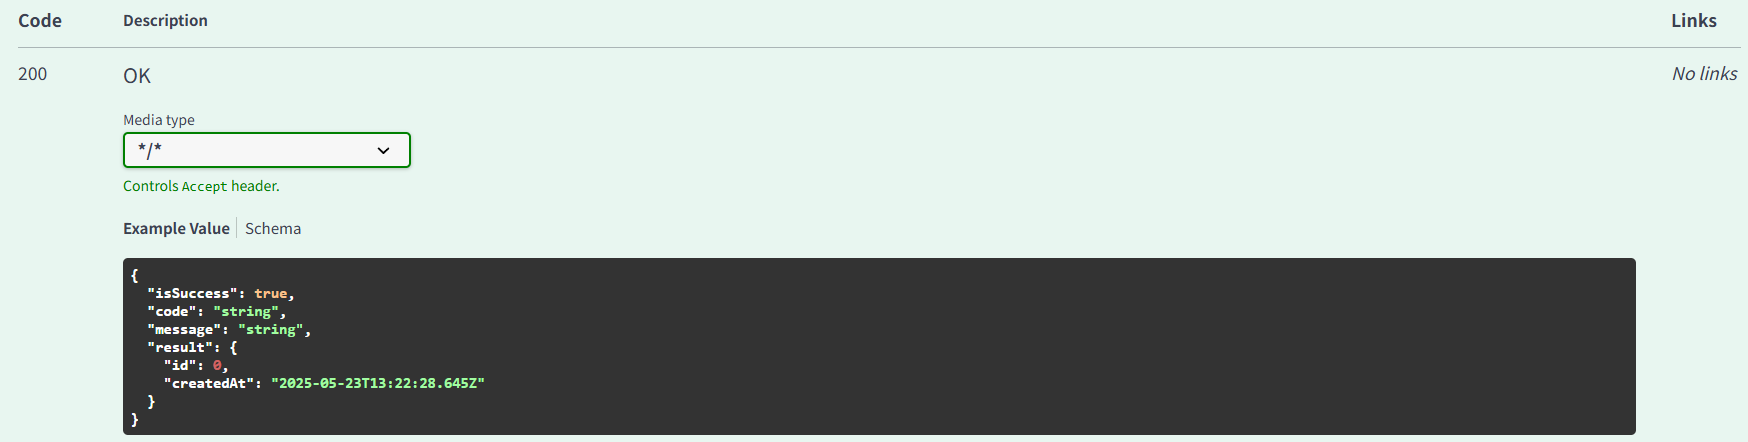 Code Description Links
200 OK No links
Media type
*/*
Controls Accept header.
Example Value Schema
{
  "isSuccess": true,
  "code": "string",
  "message": "string",
  "result": {
    "id": 0,
    "createdAt": "2025-05-23T13:22:28.645Z"
  }
}